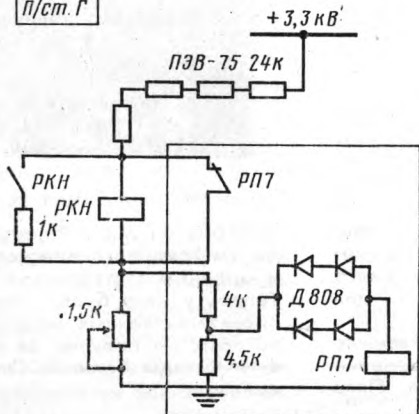 П/ст. Г
+3,3 кВ
ПЭВ-75 24к
РКН
РП7
РКН
1к
1,5к
4к
Д808
4,5к
РП7